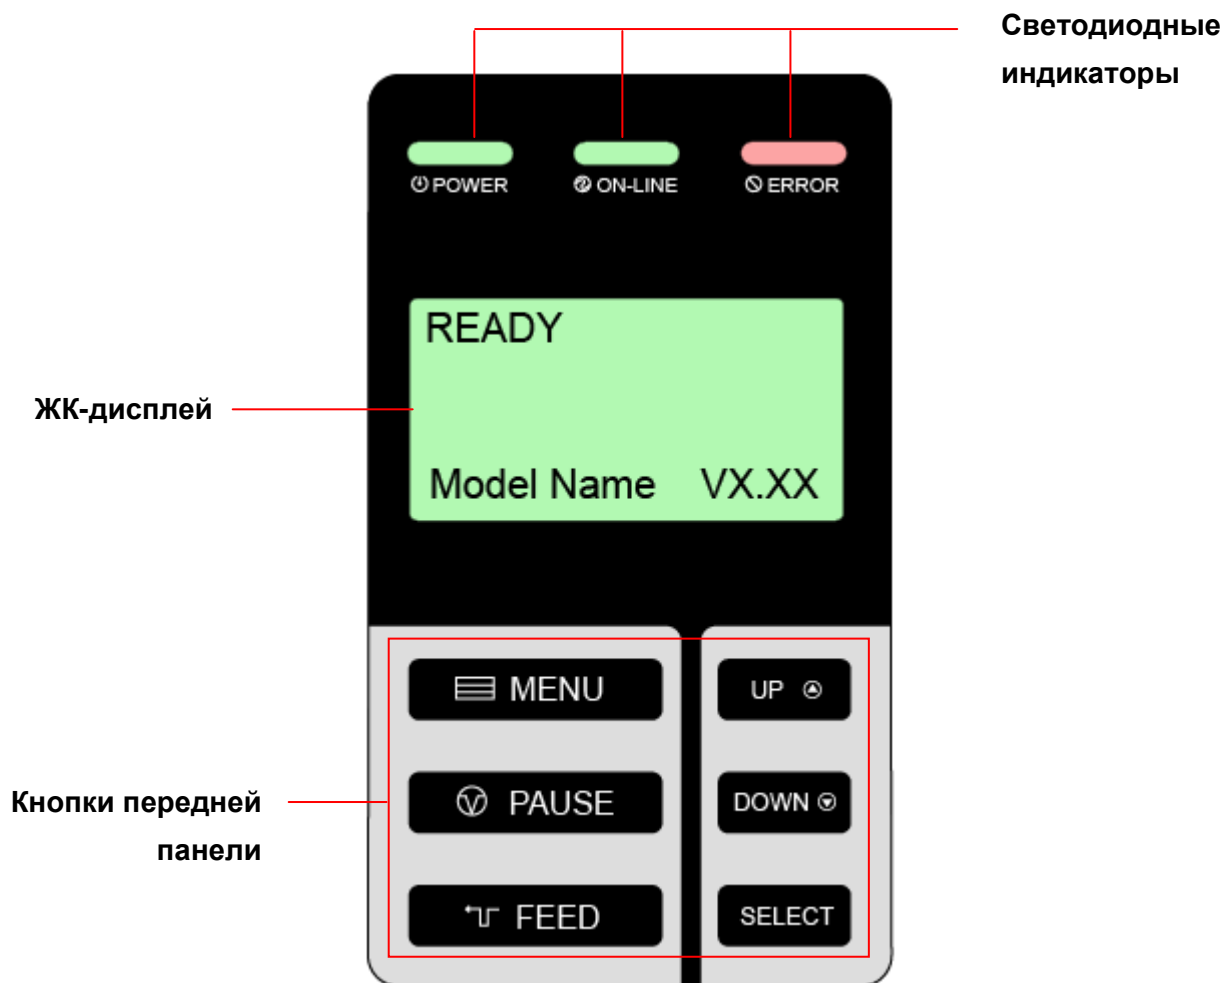 Светодиодные
индикаторы
POWER
ON-LINE
ERROR
READY
ЖК-дисплей
Model Name VX.XX
MENU
UP
Кнопки передней
панели
PAUSE
DOWN
FEED
SELECT